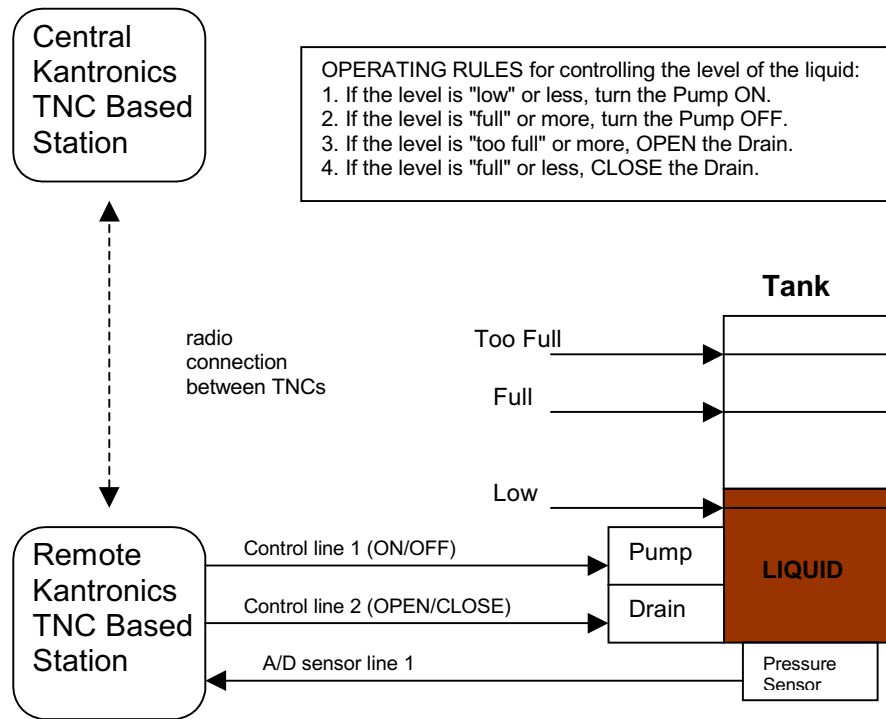 Central
Kantronics
TNC Based
Station
OPERATING RULES for controlling the level of the liquid:
1. If the level is "low" or less, turn the Pump ON.
2. If the level is "full" or more, turn the Pump OFF.
3. If the level is "too full" or more, OPEN the Drain.
4. If the level is "full" or less, CLOSE the Drain.
Tank
radio
connection
between TNCs
Too Full
Full
Low
Remote
Kantronics
TNC Based
Station
Control line 1 (ON/OFF)
Pump
LIQUID
Control line 2 (OPEN/CLOSE)
Drain
A/D sensor line 1
Pressure
Sensor